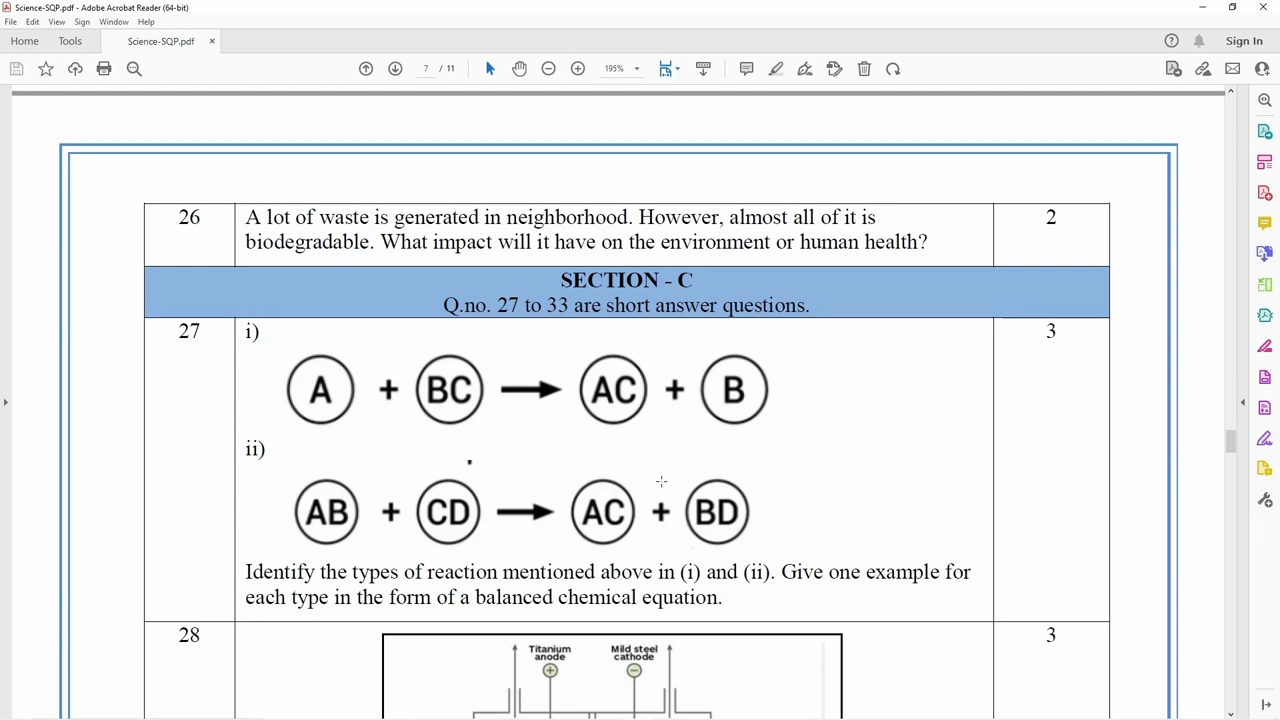 Science-SQP.pdf - Adobe Acrobat Reader (64-bit)
File Edit View Sign Window Help
Home Tools Science-SQP.pdf × Sign In
7 / 11 195%
26 A lot of waste is generated in neighborhood. However, almost all of it is 2
biodegradable. What impact will it have on the environment or human health?
SECTION - C
Q.no. 27 to 33 are short answer questions.
27 i) 3
A + BC → AC + B
ii)
AB + CD → AC + BD
Identify the types of reaction mentioned above in (i) and (ii). Give one example for
each type in the form of a balanced chemical equation.
28 3
Titanium Mild steel
anode cathode
+ −